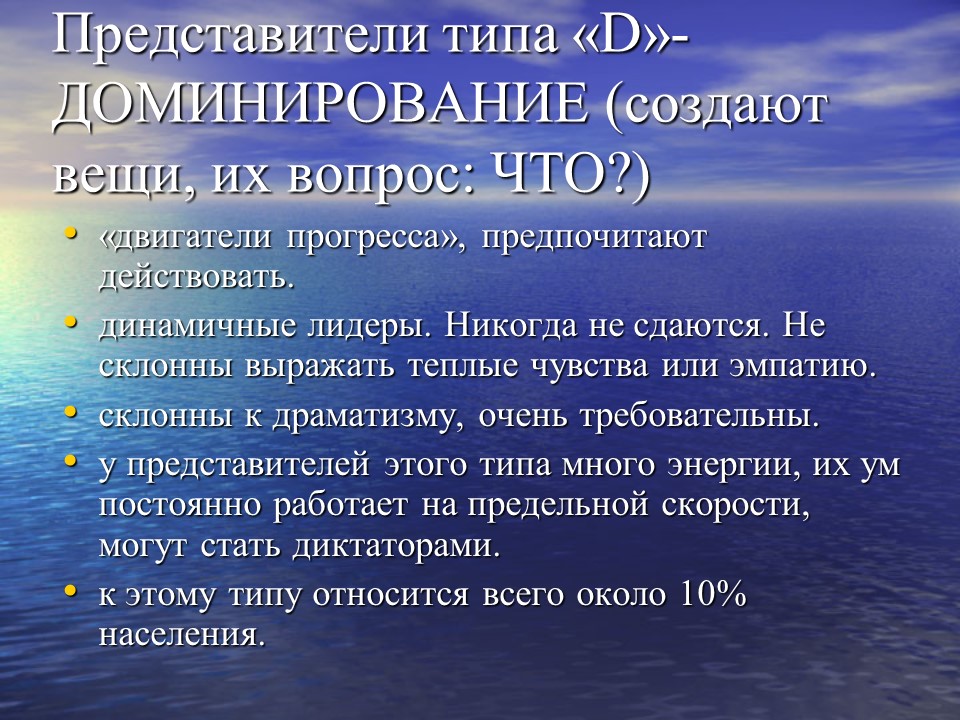 Представители типа «D»-
ДОМИНИРОВАНИЕ (создают
вещи, их вопрос: ЧТО?)
• «двигатели прогресса», предпочитают
действовать.
• динамичные лидеры. Никогда не сдаются. Не
склонны выражать теплые чувства или эмпатию.
• склонны к драматизму, очень требовательны.
• у представителей этого типа много энергии, их ум
постоянно работает на предельной скорости,
могут стать диктаторами.
• к этому типу относится всего около 10%
населения.